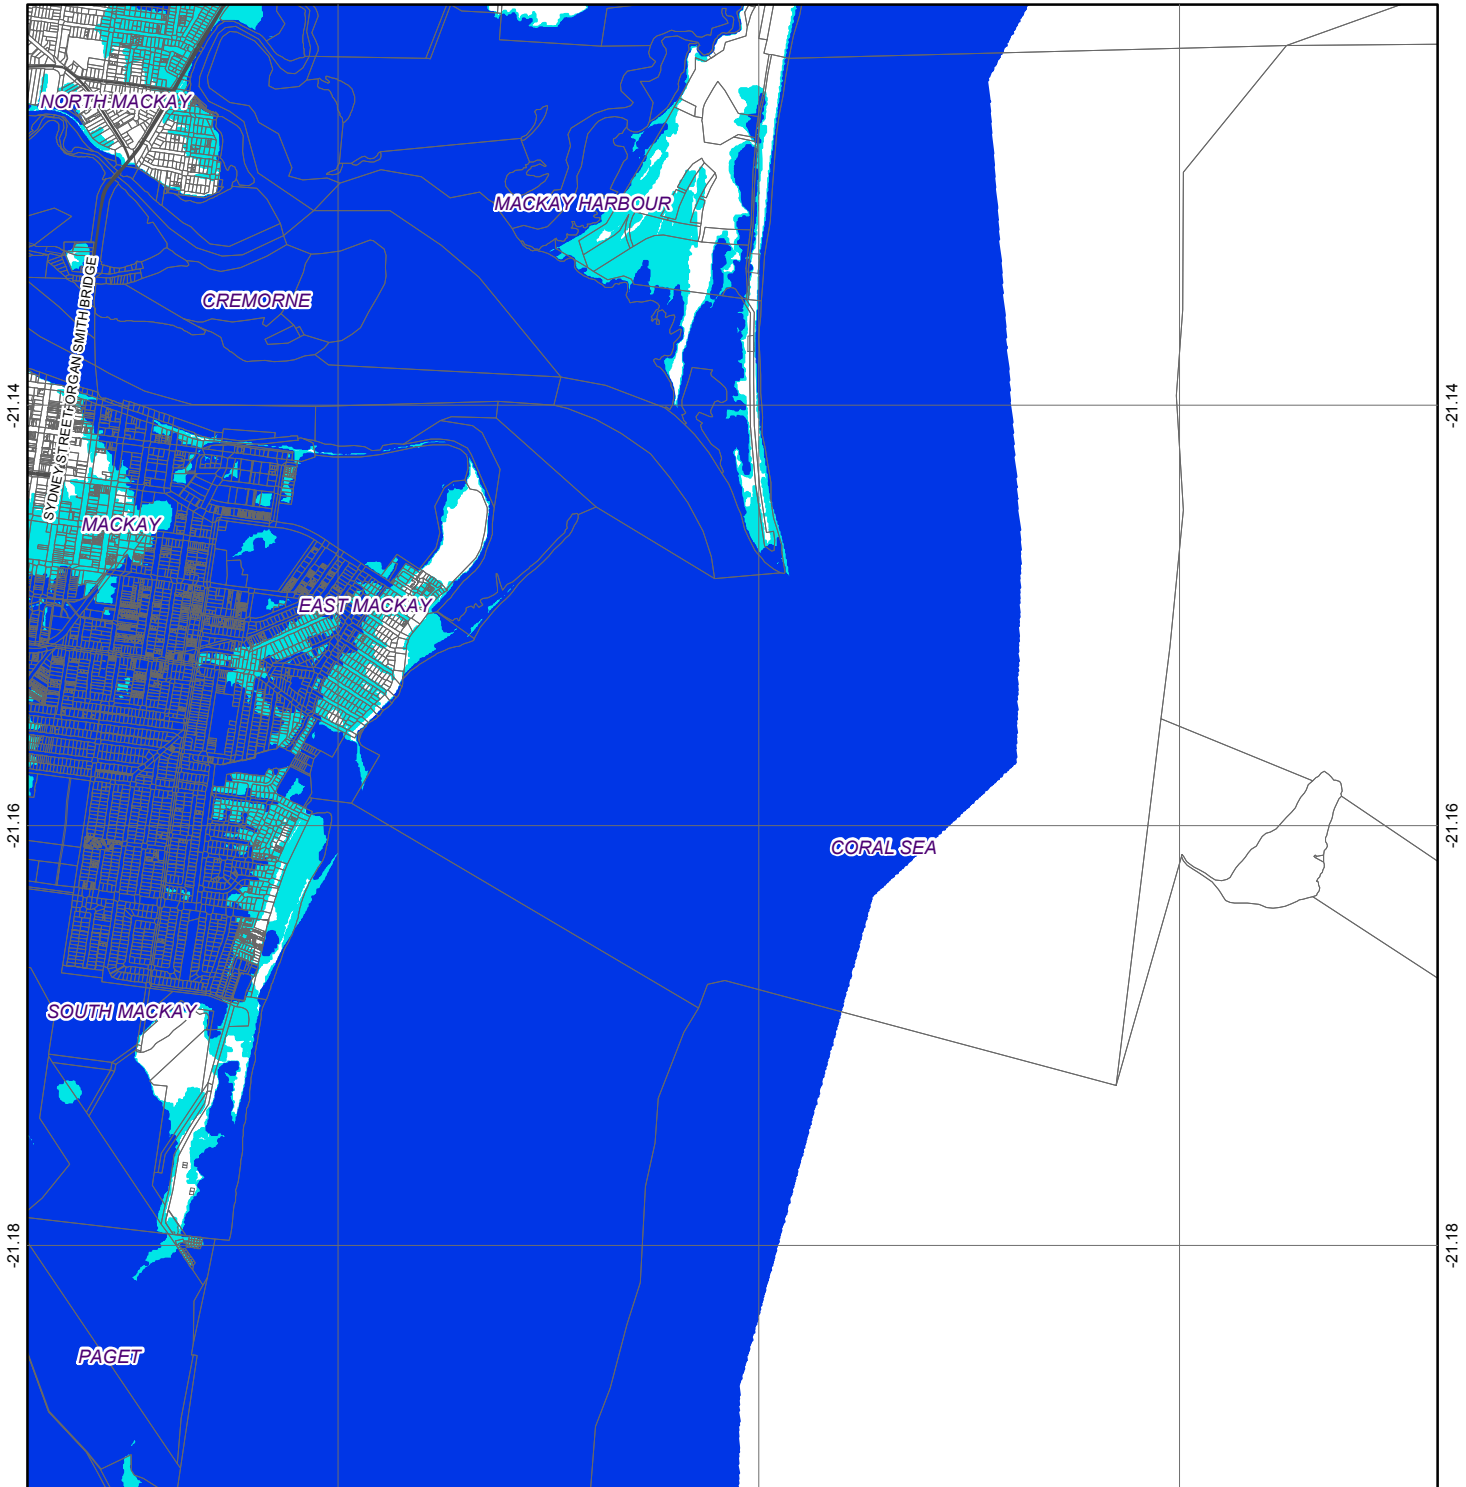 NORTH MACKAY
MACKAY HARBOUR
SYDNEY STREET FORGAN SMITH BRIDGE
CREMORNE
-21.14
-21.14
MACKAY
EAST MACKAY
-21.16
-21.16
CORAL SEA
SOUTH MACKAY
-21.18
-21.18
PAGET